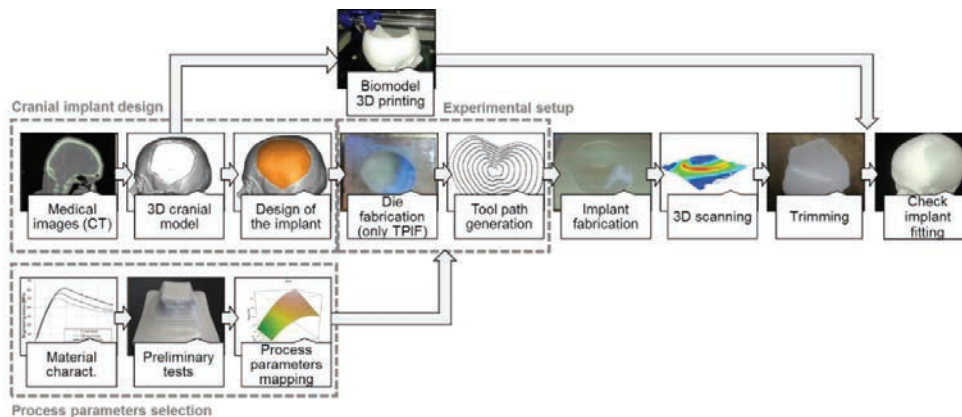 Biomodel
3D printing
Cranial implant design
Experimental setup
Medical
images (CT)
3D cranial
model
Design of
the implant
Die
fabrication
(only TPIF)
Tool path
generation
Implant
fabrication
3D scanning
Trimming
Check
implant
fitting
Material
charact.
Preliminary
tests
Process
parameters
mapping
Process parameters selection